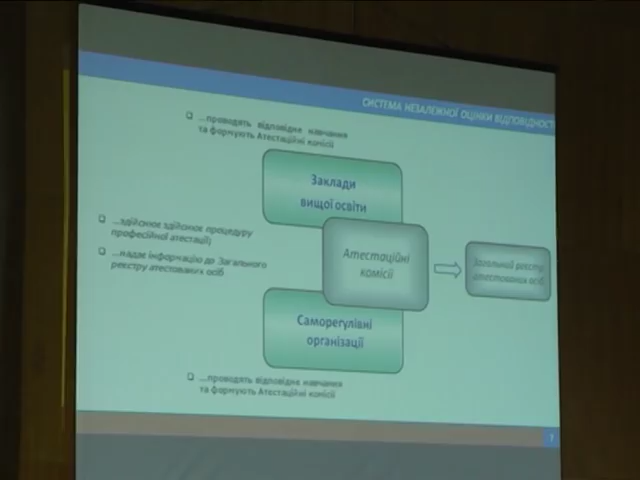 СИСТЕМА НЕЗАЛЕЖНОЇ ОЦІНКИ ВІДПОВІДНОСТІ
...проводять відповідне навчання
та формують Атестаційні комісії
Заклади
вищої освіти
...здійснює здійснює процедуру
професійної атестації;
...надає інформацію до Загального
реєстру атестованих осіб
Атестаційні
комісії
Загальний реєстр
атестованих осіб
Саморегулівні
організації
...проводять відповідне навчання
та формують Атестаційні комісії
7